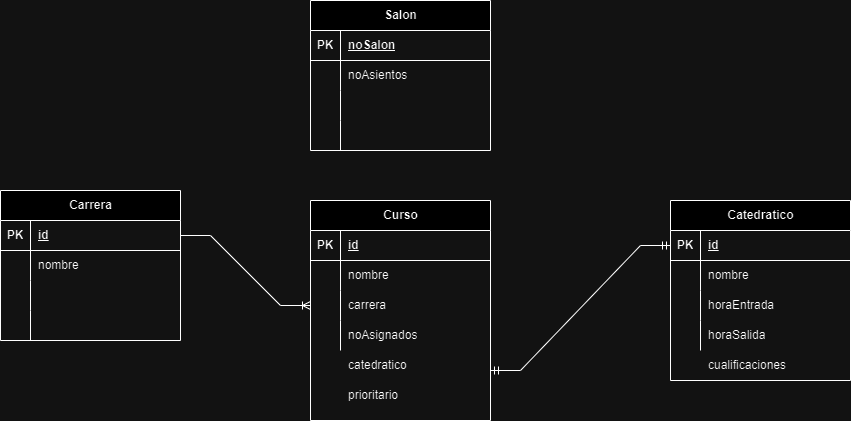 Salon
PK noSalon
noAsientos
Carrera
PK id
nombre
Curso
PK id
nombre
carrera
noAsignados
catedratico
prioritario
Catedratico
PK id
nombre
horaEntrada
horaSalida
cualificaciones